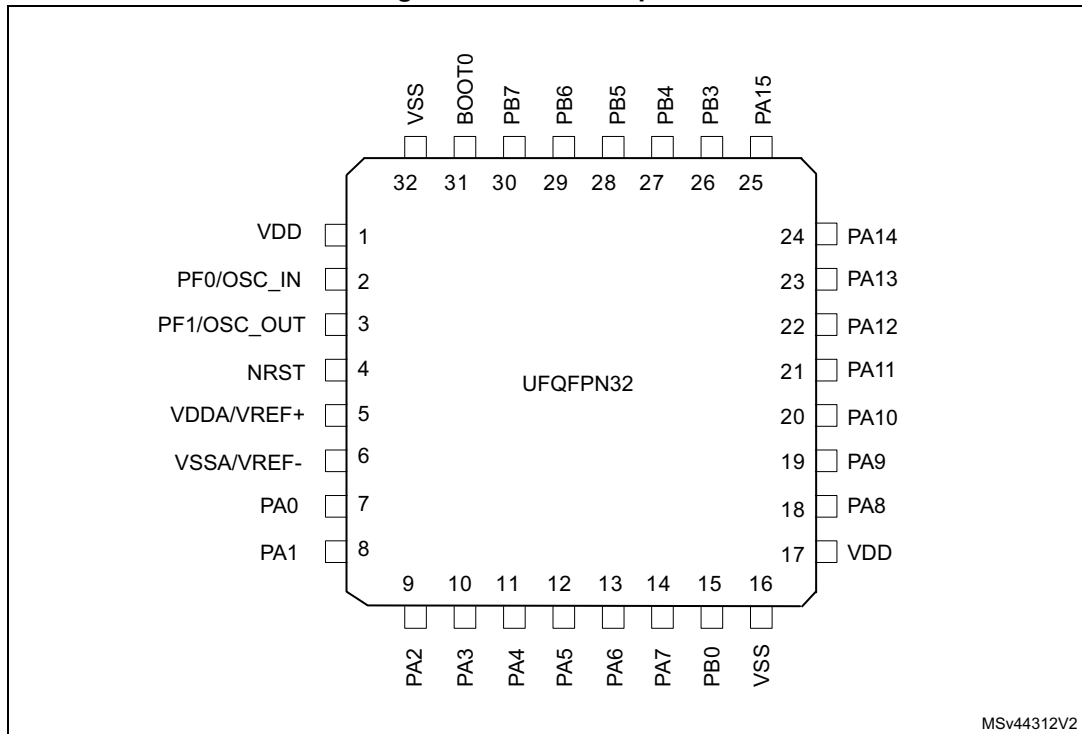 VSS
BOOT0
PB7
PB6
PB5
PB4
PB3
PA15
32 31 30 29 28 27 26 25
VDD 1 24 PA14
PF0/OSC_IN 2 23 PA13
PF1/OSC_OUT 3 22 PA12
NRST 4 21 PA11
UFQFPN32
VDDA/VREF+ 5 20 PA10
VSSA/VREF- 6 19 PA9
PA0 7 18 PA8
PA1 8 17 VDD
9 10 11 12 13 14 15 16
PA2
PA3
PA4
PA5
PA6
PA7
PB0
VSS
MSv44312V2